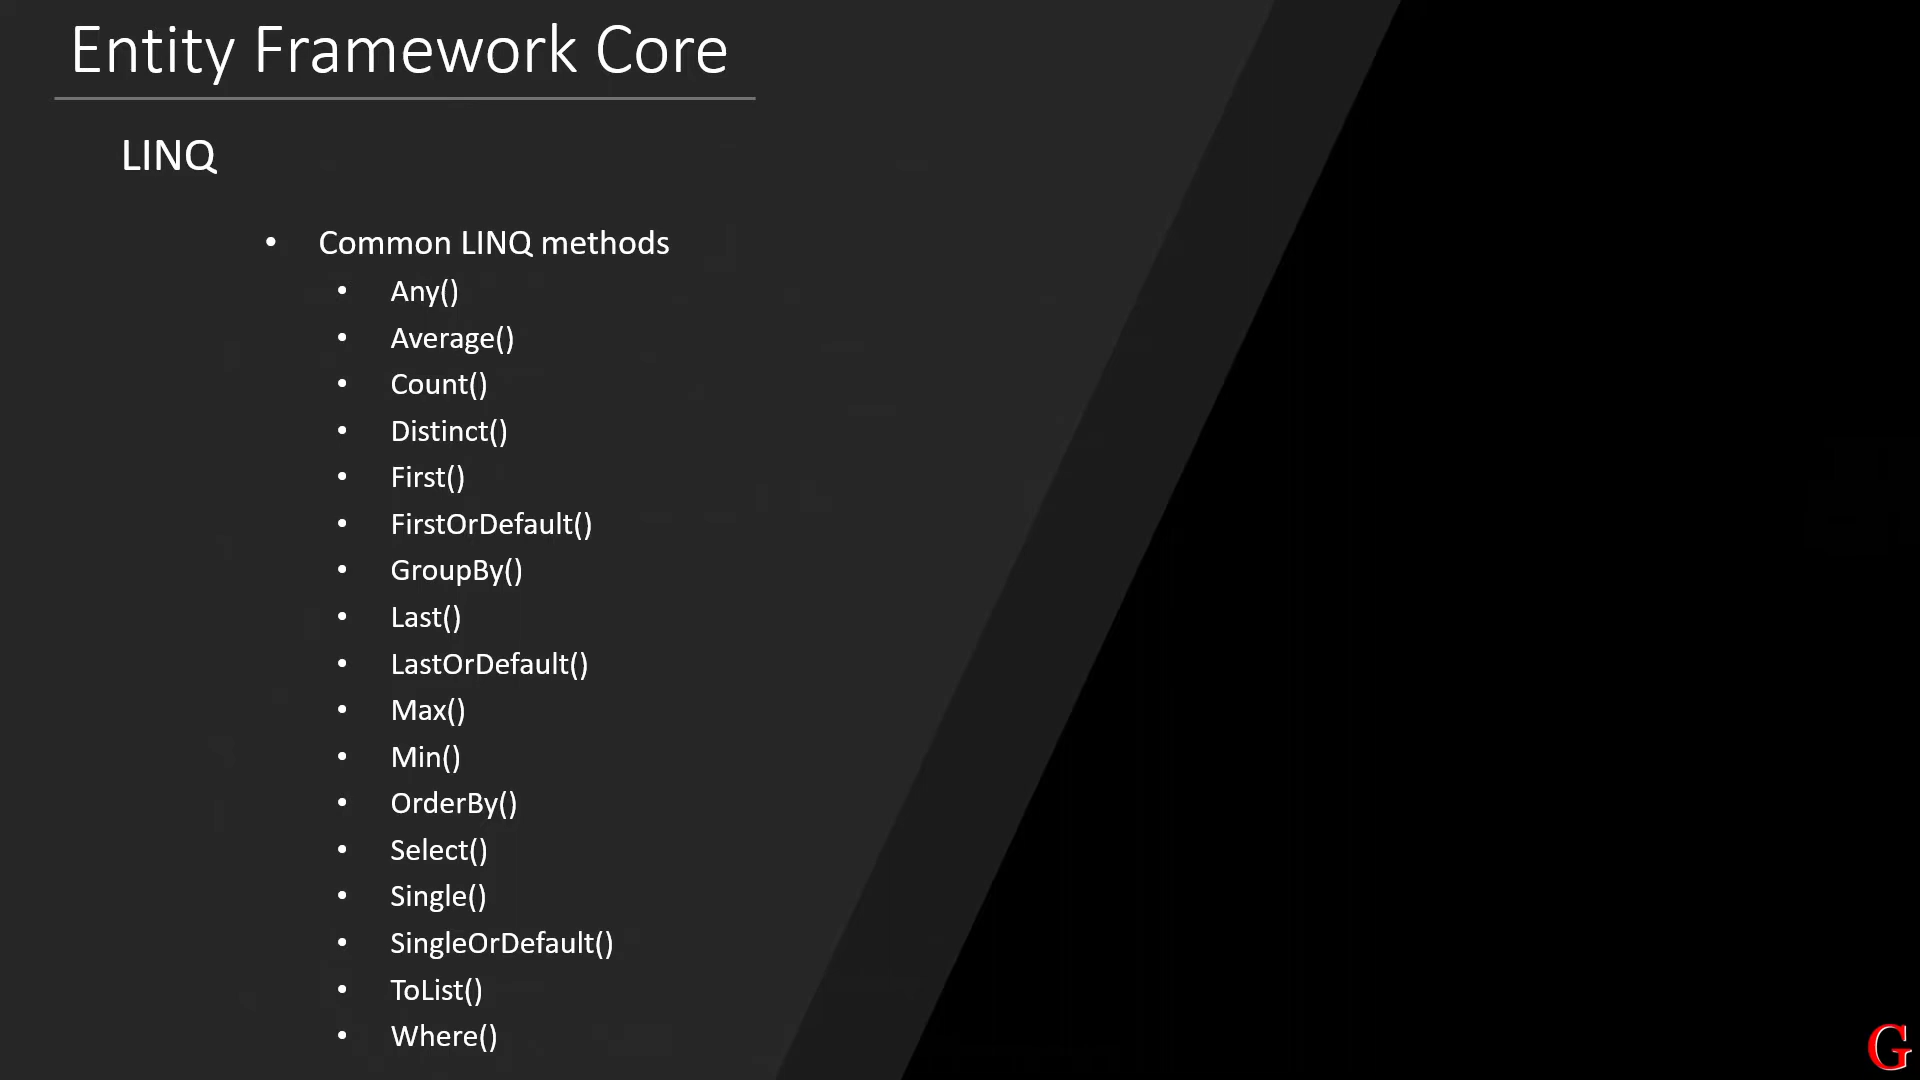 Entity Framework Core
LINQ
• Common LINQ methods
• Any()
• Average()
• Count()
• Distinct()
• First()
• FirstOrDefault()
• GroupBy()
• Last()
• LastOrDefault()
• Max()
• Min()
• OrderBy()
• Select()
• Single()
• SingleOrDefault()
• ToList()
• Where()
G